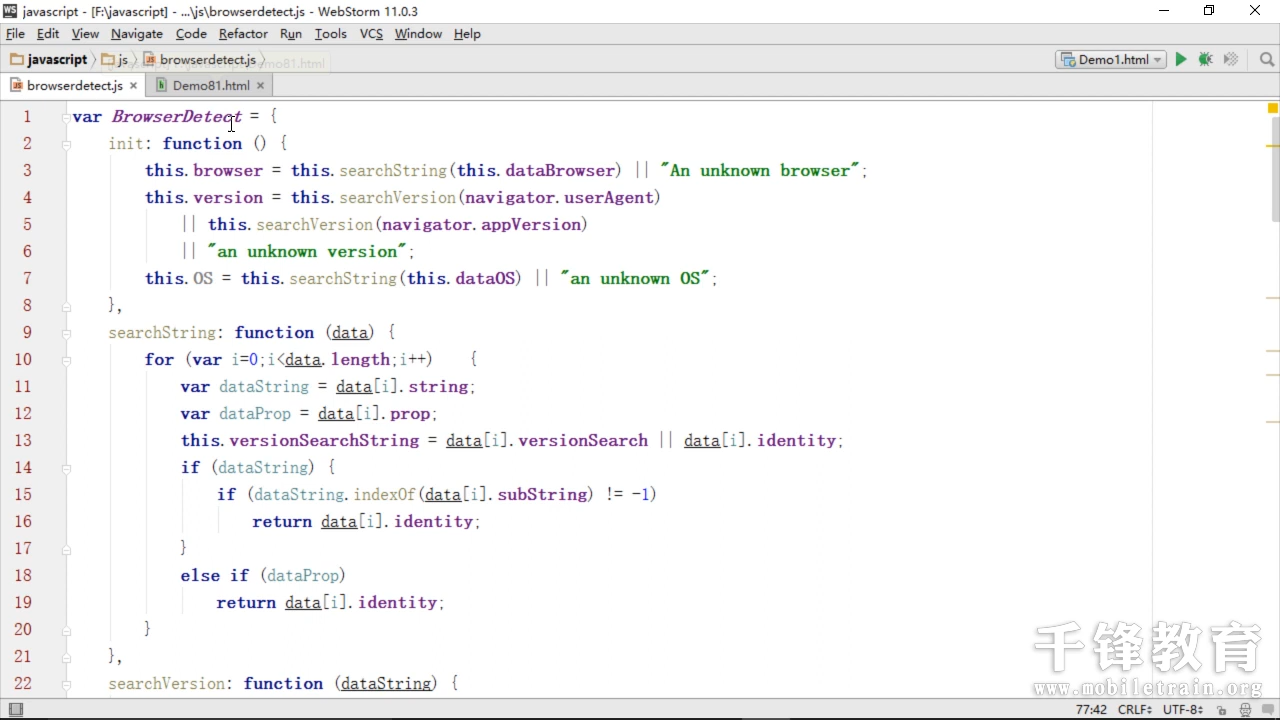 javascript - [F:\javascript] - ...\js\browserdetect.js - WebStorm 11.0.3
File Edit View Navigate Code Refactor Run Tools VCS Window Help
javascript js browserdetect.js Demo1.html
browserdetect.js Demo81.html
1 var BrowserDetect = {
2 init: function () {
3 this.browser = this.searchString(this.dataBrowser) || "An unknown browser";
4 this.version = this.searchVersion(navigator.userAgent)
5 || this.searchVersion(navigator.appVersion)
6 || "an unknown version";
7 this.OS = this.searchString(this.dataOS) || "an unknown OS";
8 },
9 searchString: function (data) {
10 for (var i=0;i<data.length;i++) {
11 var dataString = data[i].string;
12 var dataProp = data[i].prop;
13 this.versionSearchString = data[i].versionSearch || data[i].identity;
14 if (dataString) {
15 if (dataString.indexOf(data[i].subString) != -1)
16 return data[i].identity;
17 }
18 else if (dataProp)
19 return data[i].identity;
20 }
21 },
22 searchVersion: function (dataString) {
千锋教育
www.mobiletrain.org
77:42 CRLF UTF-8